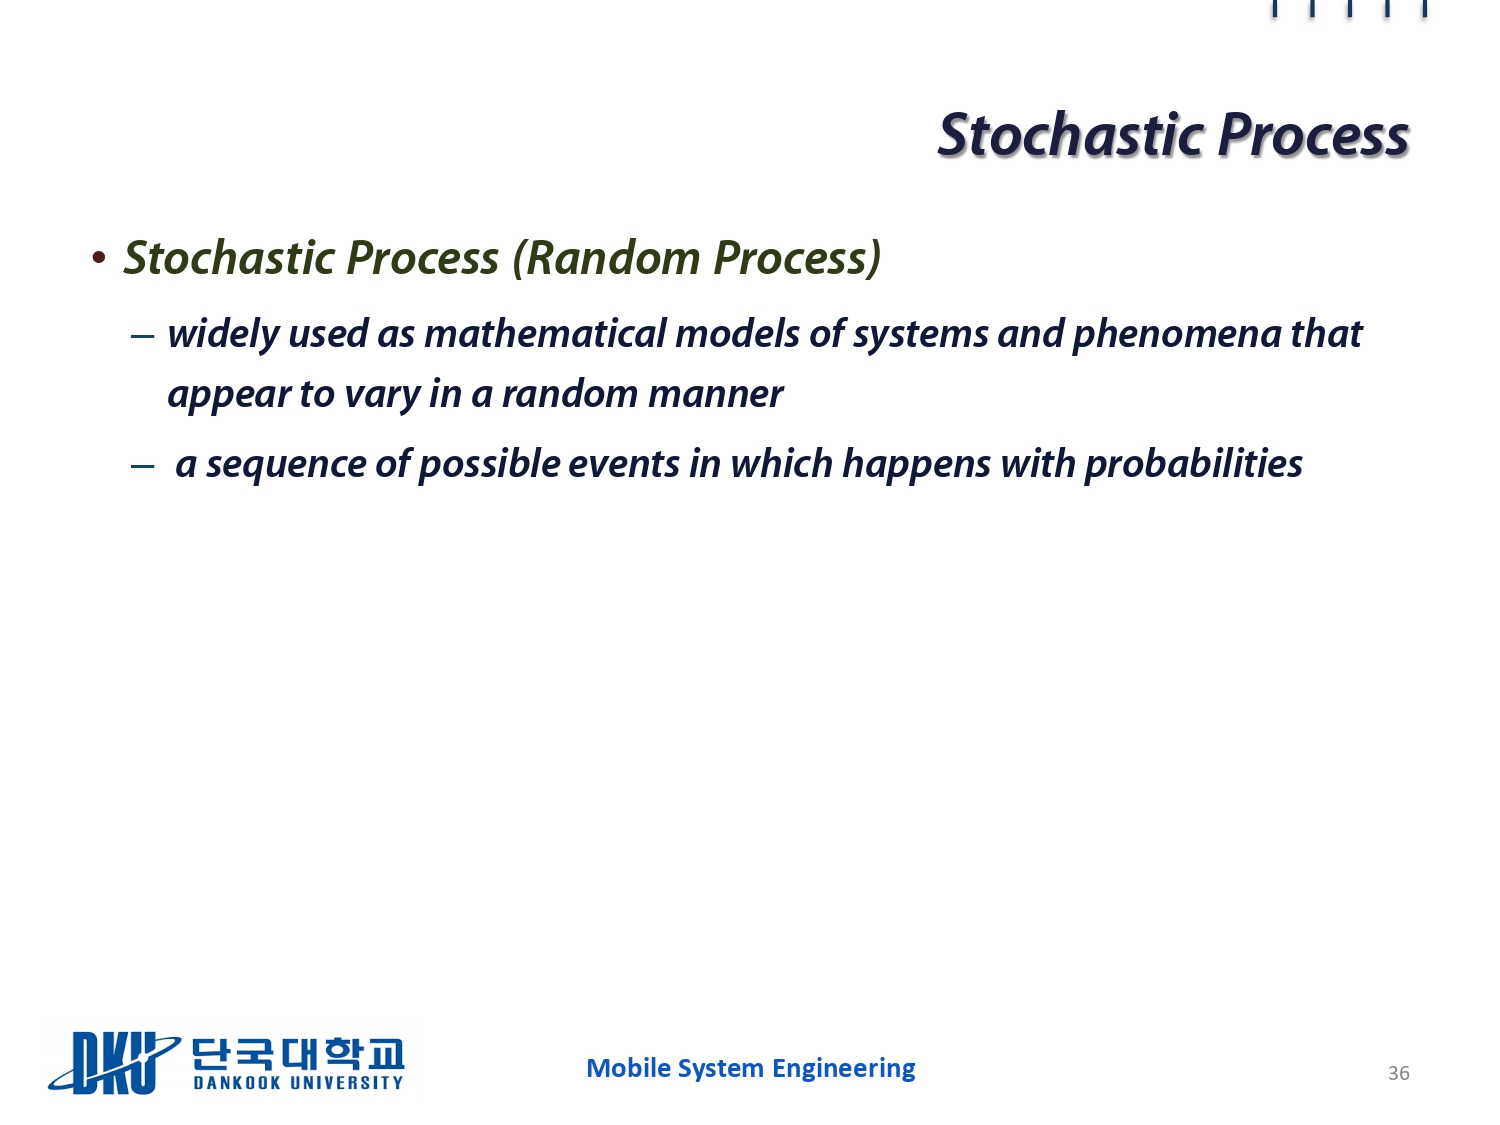 Stochastic Process
• Stochastic Process (Random Process)
– widely used as mathematical models of systems and phenomena that
appear to vary in a random manner
– a sequence of possible events in which happens with probabilities
DKU 단국대학교
DANKOOK UNIVERSITY
Mobile System Engineering
36